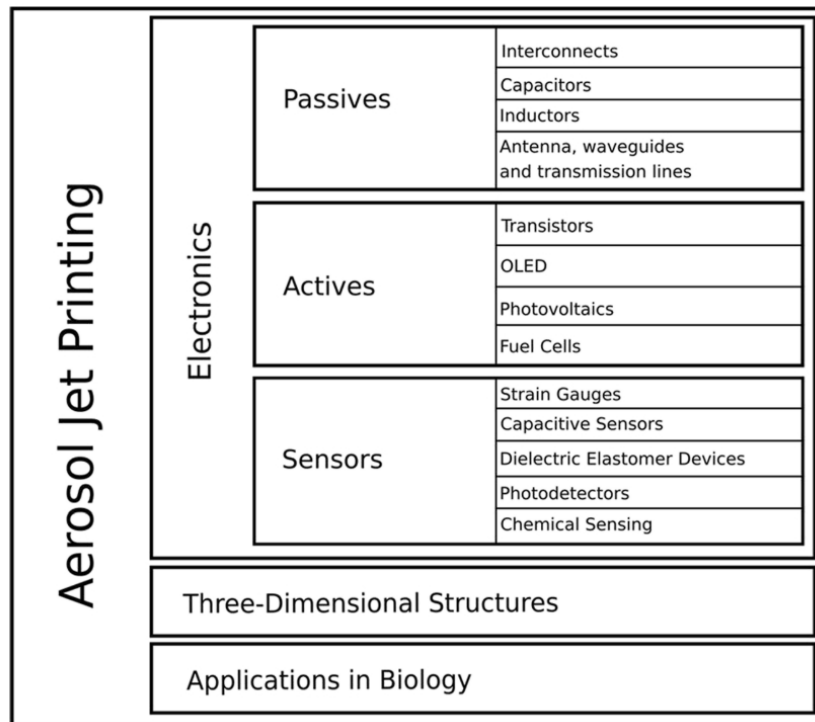 Aerosol Jet Printing
Electronics
Passives
Interconnects
Capacitors
Inductors
Antenna, waveguides
and transmission lines
Actives
Transistors
OLED
Photovoltaics
Fuel Cells
Sensors
Strain Gauges
Capacitive Sensors
Dielectric Elastomer Devices
Photodetectors
Chemical Sensing
Three-Dimensional Structures
Applications in Biology